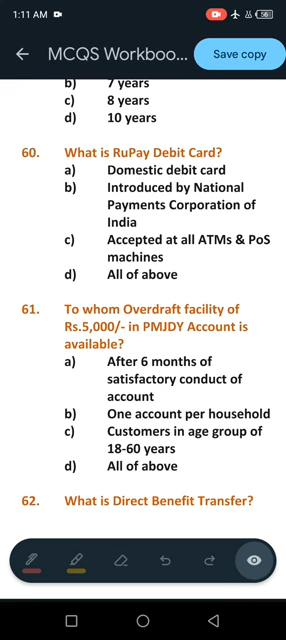 1:11 AM
56
MCQS Workboo...
Save copy
b) 7 years
c) 8 years
d) 10 years
60. What is RuPay Debit Card?
a) Domestic debit card
b) Introduced by National
Payments Corporation of
India
c) Accepted at all ATMs & PoS
machines
d) All of above
61. To whom Overdraft facility of
Rs.5,000/- in PMJDY Account is
available?
a) After 6 months of
satisfactory conduct of
account
b) One account per household
c) Customers in age group of
18-60 years
d) All of above
62. What is Direct Benefit Transfer?